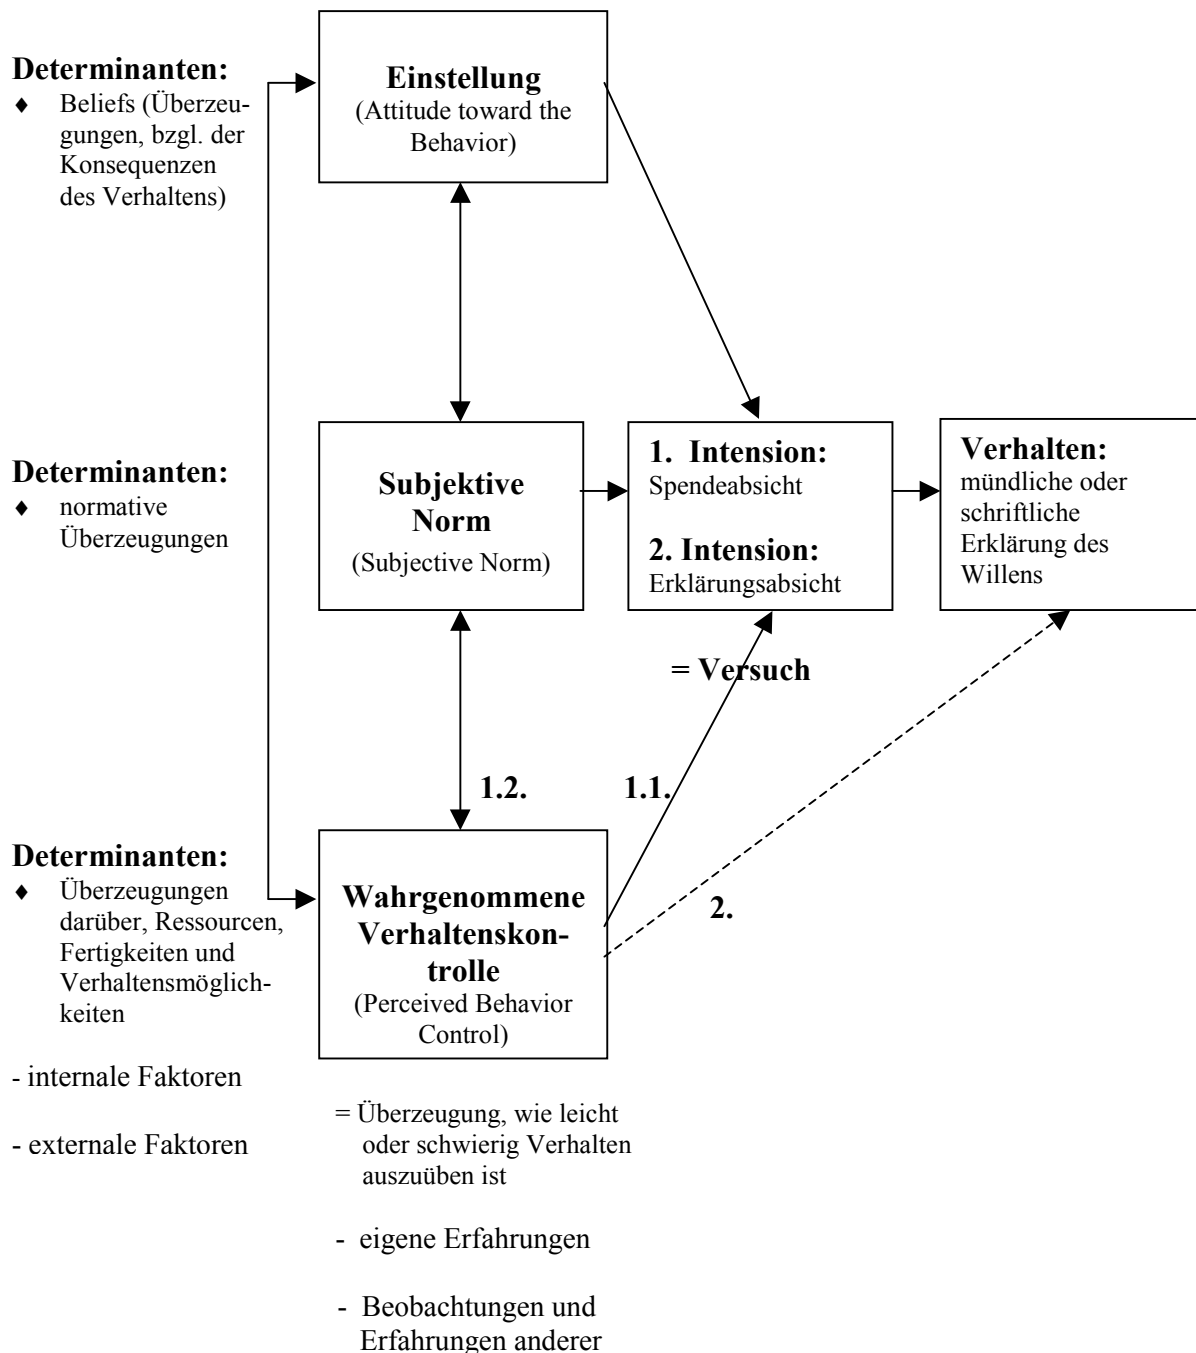 Determinanten:
♦ Beliefs (Überzeu-
gungen, bzgl. der
Konsequenzen
des Verhaltens)
Einstellung
(Attitude toward the
Behavior)
Determinanten:
♦ normative
Überzeugungen
Subjektive
Norm
(Subjective Norm)
1. Intension:
Spendeabsicht
2. Intension:
Erklärungsabsicht
Verhalten:
mündliche oder
schriftliche
Erklärung des
Willens
= Versuch
1.2.
1.1.
2.
Determinanten:
♦ Überzeugungen
darüber, Ressourcen,
Fertigkeiten und
Verhaltensmöglich-
keiten
- internale Faktoren
- externale Faktoren
Wahrgenommene
Verhaltenskon-
trolle
(Perceived Behavior
Control)
= Überzeugung, wie leicht
oder schwierig Verhalten
auszuüben ist
- eigene Erfahrungen
- Beobachtungen und
Erfahrungen anderer